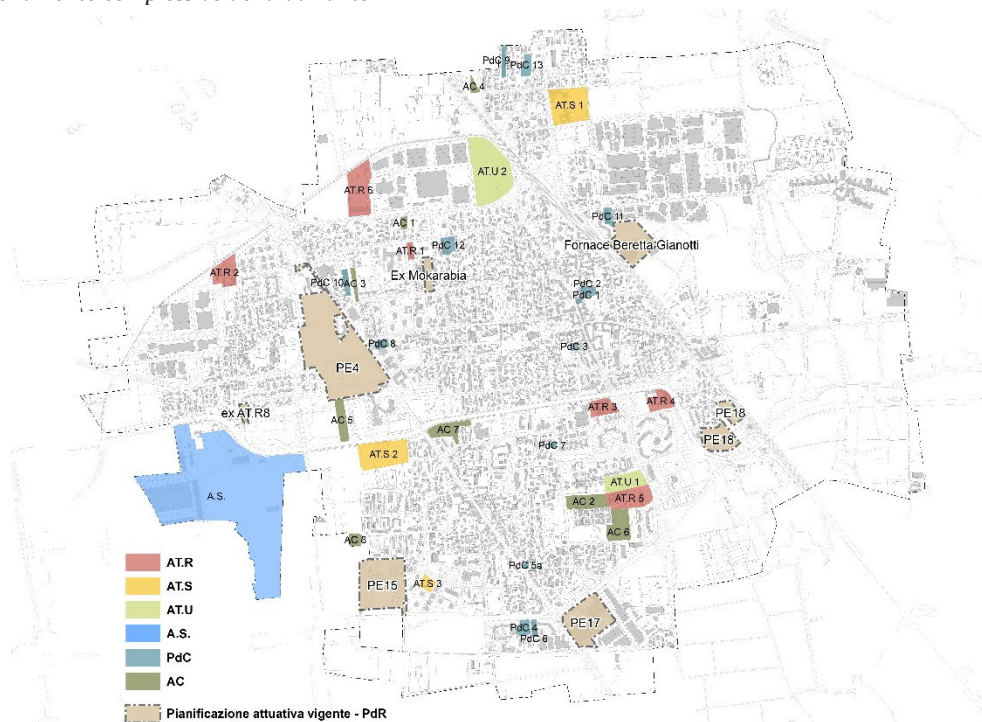 PdC 9
PdC 13
AC 4
AT.S 1
AT.U 2
AT.R 6
AC 1
PdC 11
AT.R 1
PdC 12
Fornace Beretta Gianotti
AT.R 2
Ex Mokarabia
PdC 10
AC 3
PdC 2
PdC 1
PdC 8
PdC 3
PE4
AT.R 3
AT.R 4
ex AT.R8
AC 5
PE18
AC 7
PE18
PdC 7
AT.S 2
AT.U 1
A.S.
AC 2
AT.R 5
AC 6
AC 8
PdC 5a
PE15
AT.S 3
PE17
PdC 4
PdC 6
AT.R
AT.S
AT.U
A.S.
PdC
AC
Pianificazione attuativa vigente - PdR